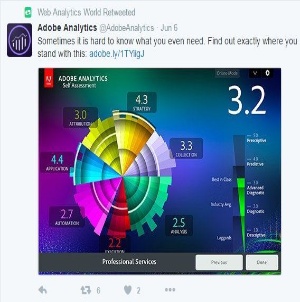 Web Analytics World Retweeted
Adobe Analytics @AdobeAnalytics · Jun 6
Sometimes it is hard to know what you even need. Find out exactly where you
stand with this: adobe.ly/1TYiigJ
ADOBE ANALYTICS
Self Assessment
3.2
4.3
STRATEGY
3.0
ATTRIBUTION
3.3
COLLECTION
4.4
APPLICATION
2.7
AUTOMATION
2.5
ANALYSIS
2.2
EXECUTION
Best in Class
Industry Avg
Laggards
Prescriptive
Predictive
Advanced
Diagnostic
Diagnostic
Descriptive
Professional Services
Previous
Done
6
2